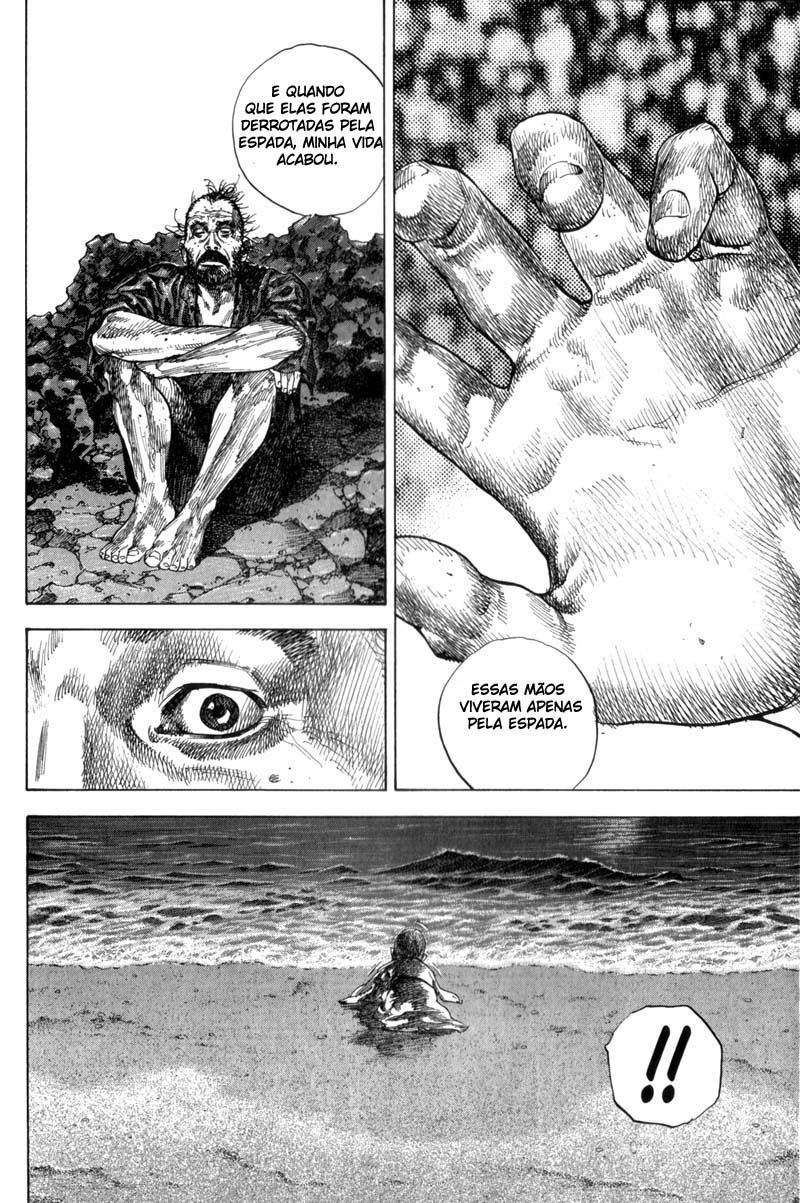 ESSAS MÃOS
VIVERAM APENAS
PELA ESPADA.
E QUANDO
QUE ELAS FORAM
DERROTADAS PELA
ESPADA, MINHA VIDA
ACABOU.
!!